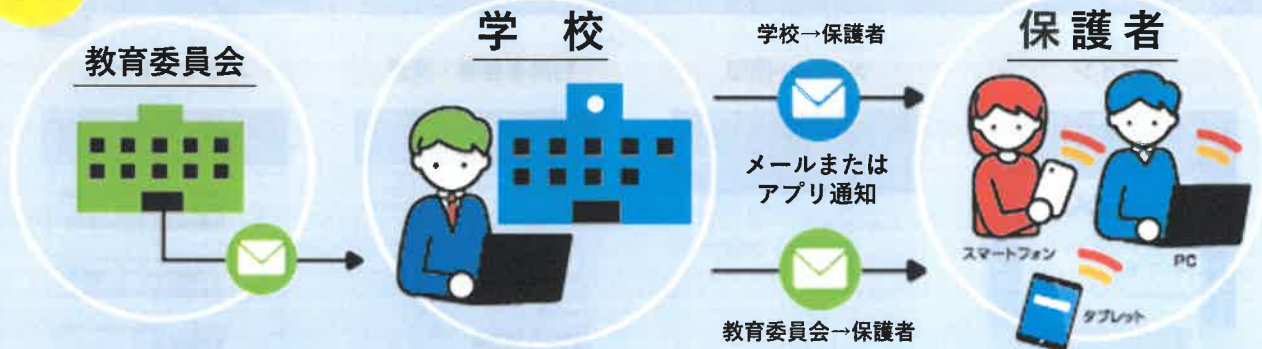 教育委員会
学 校
学校→保護者
メールまたは
アプリ通知
教育委員会→保護者
保護者
スマートフォン
PC
タブレット